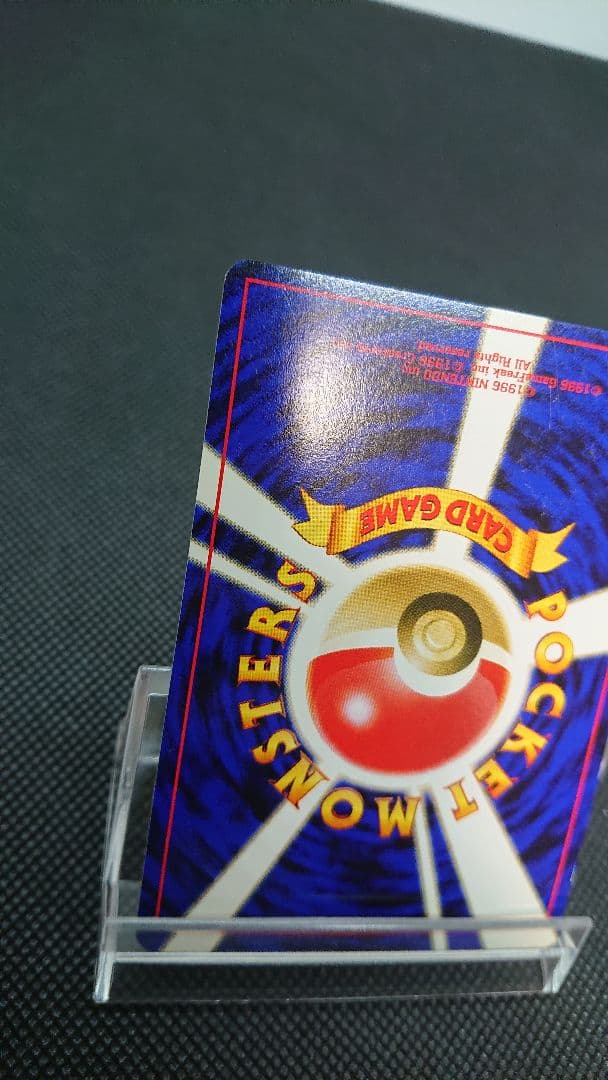 POCKET MONSTERS
CARD GAME
©1996 NINTENDO inc
©1996 GameFreak inc. ©1996 Creatures inc
All Rights reserved